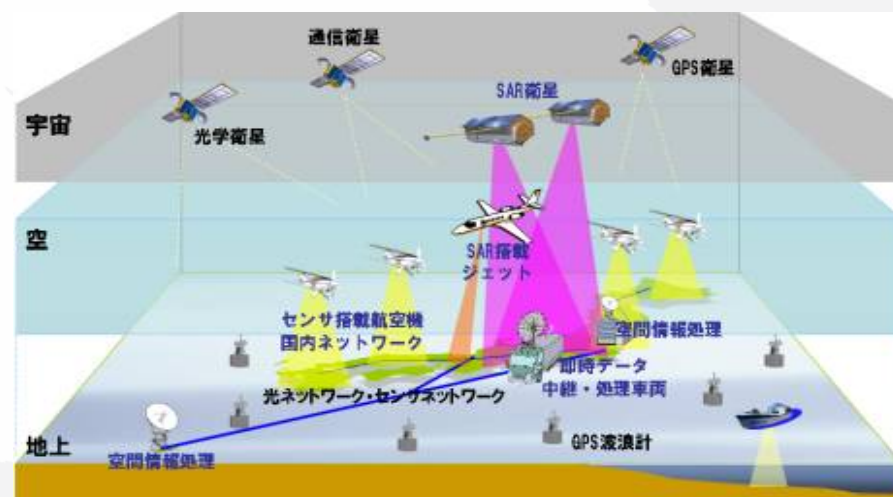 通信衛星
GPS衛星
SAR衛星
宇宙
光学衛星
空
SAR搭載
ジェット
センサ搭載航空機
国内ネットワーク
空間情報処理
即時データ
中継・処理車両
光ネットワーク・センサネットワーク
地上
空間情報処理
GPS波浪計